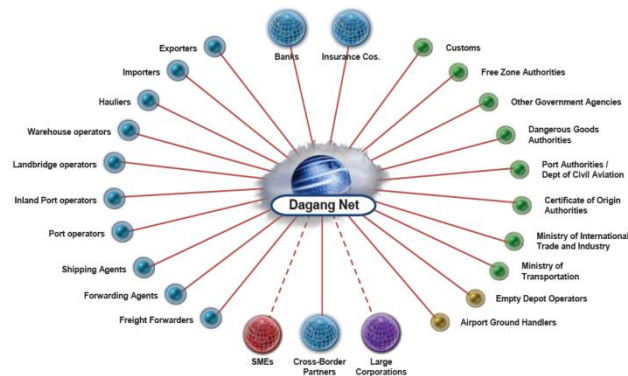 Exporters
Banks
Insurance Cos.
Customs
Importers
Free Zone Authorities
Hauliers
Other Government Agencies
Warehouse operators
Dangerous Goods
Authorities
Landbridge operators
Port Authorities /
Dept of Civil Aviation
Inland Port operators
Dagang Net
Certificate of Origin
Authorities
Port operators
Ministry of International
Trade and Industry
Shipping Agents
Ministry of
Transportation
Forwarding Agents
Empty Depot Operators
Freight Forwarders
Airport Ground Handlers
SMEs
Cross-Border
Partners
Large
Corporations